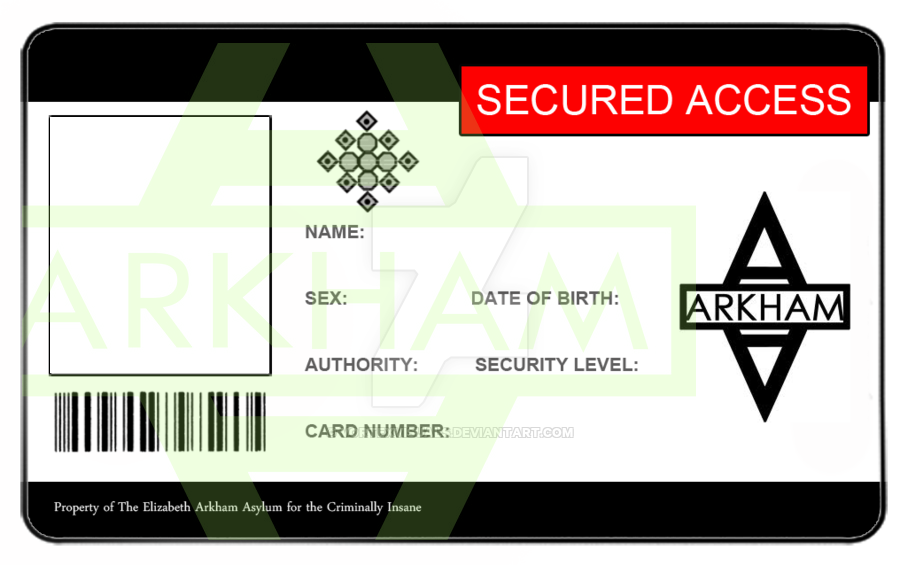 SECURED ACCESS
NAME:
SEX:
DATE OF BIRTH:
ARKHAM
ARKHAM
AUTHORITY:
SECURITY LEVEL:
CARD NUMBER:
DEVIANTART.COM
Property of The Elizabeth Arkham Asylum for the Criminally Insane